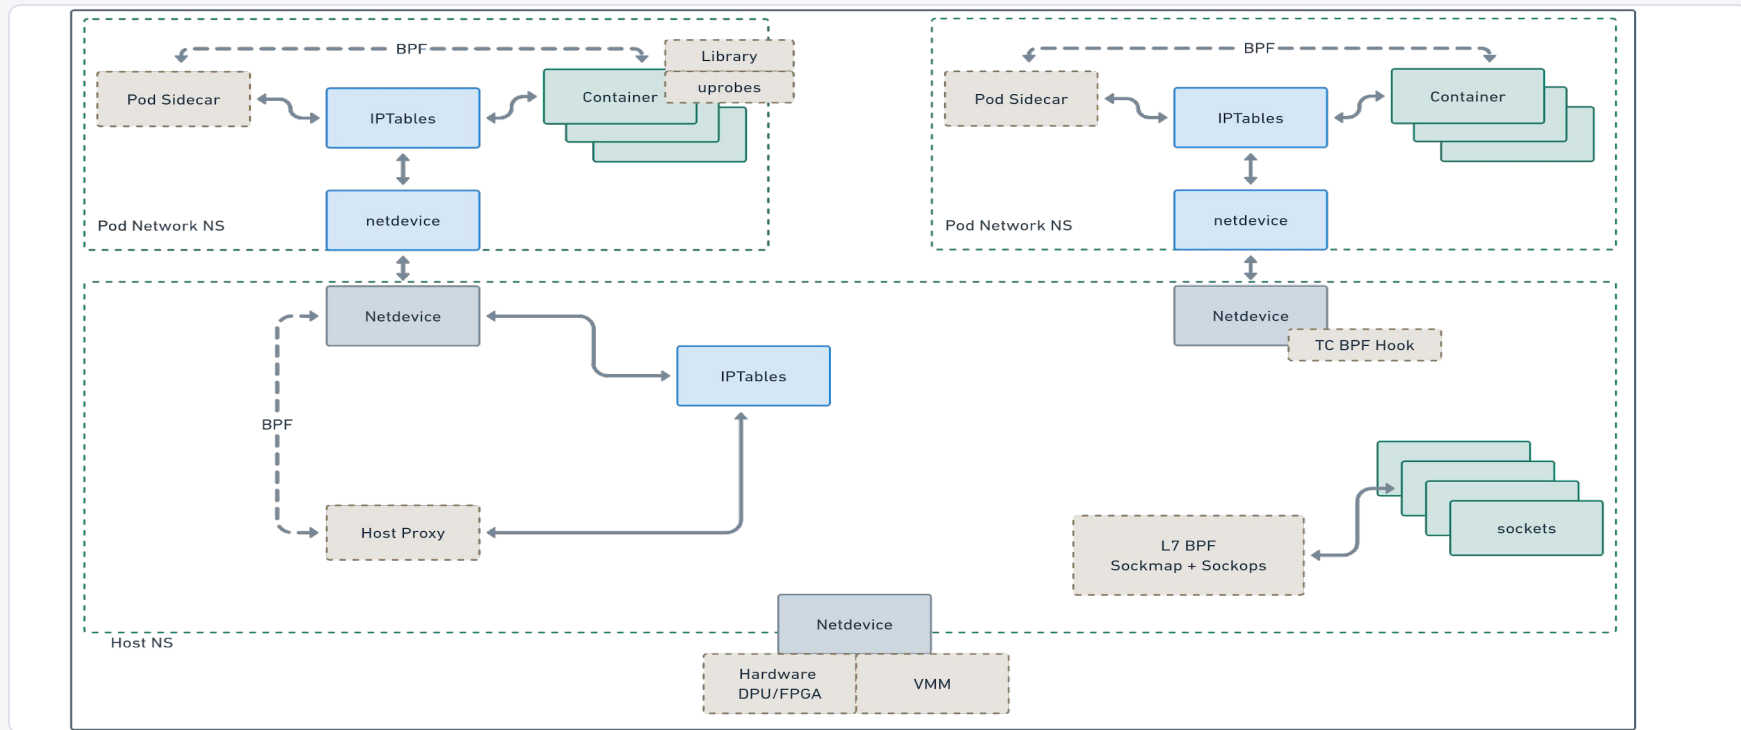 BPF
Library
uprobes
Pod Sidecar
IPTables
Container
netdevice
Pod Network NS
BPF
Pod Sidecar
IPTables
Container
netdevice
Pod Network NS
Netdevice
IPTables
BPF
Host Proxy
Netdevice
TC BPF Hook
L7 BPF
Sockmap + Sockops
sockets
Netdevice
Host NS
Hardware
DPU/FPGA
VMM